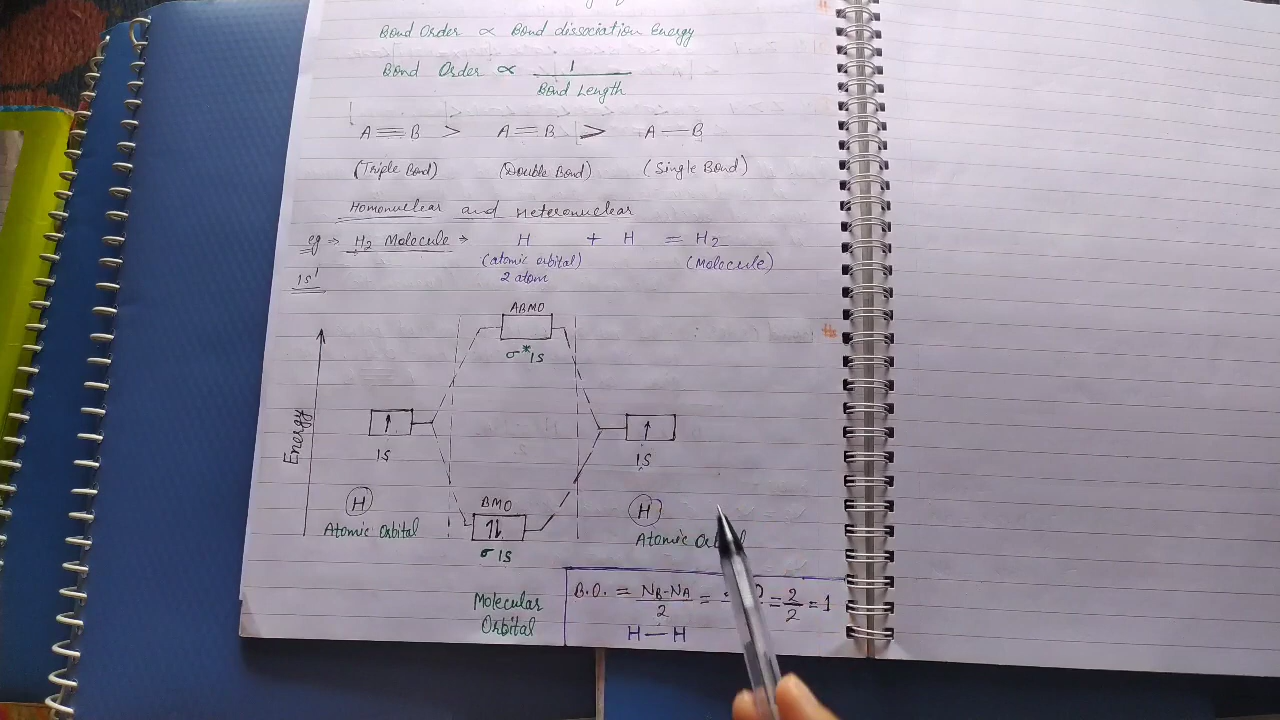 Bond Order ∝ Bond dissociation Energy
Bond Order ∝ 1
Bond Length
A≡B > A=B > A—B
(Triple Bond) (Double Bond) (Single Bond)
Homonuclear and Heteronuclear
eg → H₂ Molecule → H + H = H₂
(atomic orbital) (Molecule)
1s¹ 2 atom
ABMO
σ*1s
Energy
↑ ↑
1S 1S
BMO
H H
↑⇂
Atomic Orbital Atomic
σ1s
Molecular
Orbital
B.O. = NB-NA/2 = = 2/2 = 1
H—H